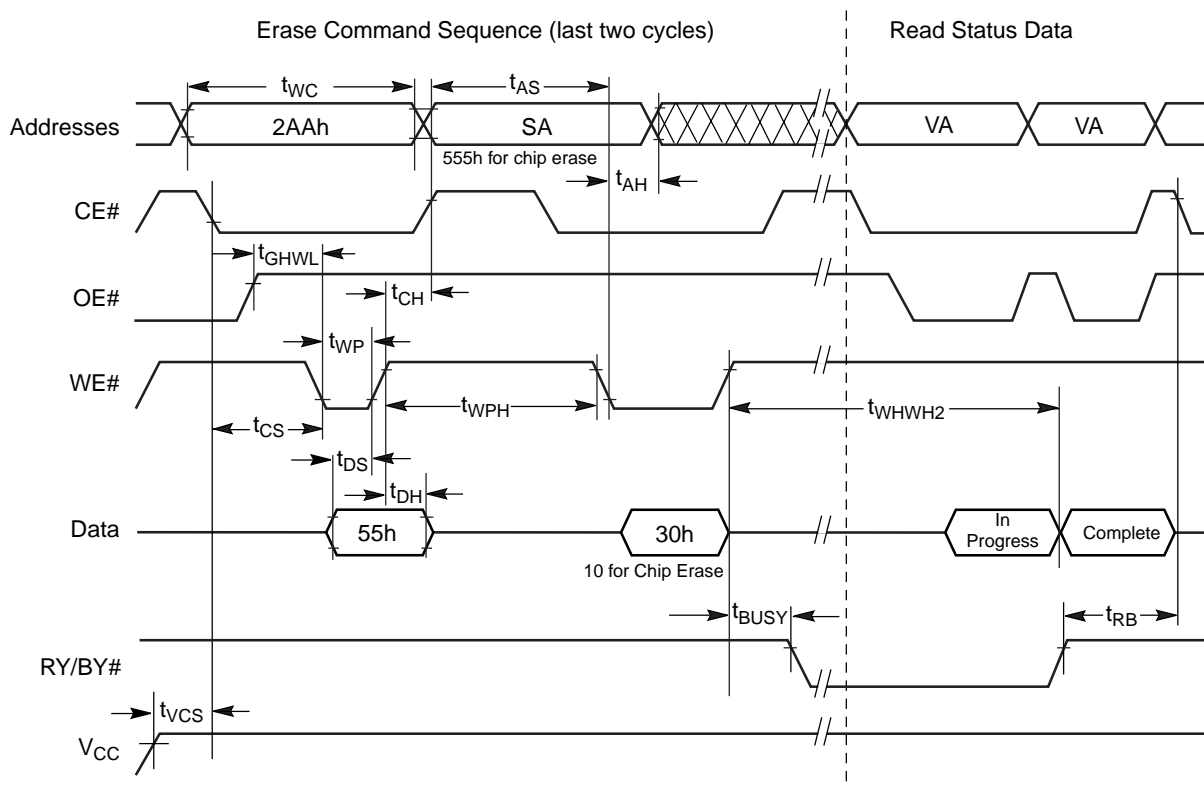 Erase Command Sequence (last two cycles)
Read Status Data
tWC
tAS
Addresses
2AAh
SA
VA
VA
555h for chip erase
tAH
CE#
tGHWL
OE#
tCH
tWP
WE#
tWPH
tWHWH2
tCS
tDS
tDH
Data
55h
30h
In
Progress
Complete
10 for Chip Erase
tBUSY
tRB
RY/BY#
tVCS
VCC